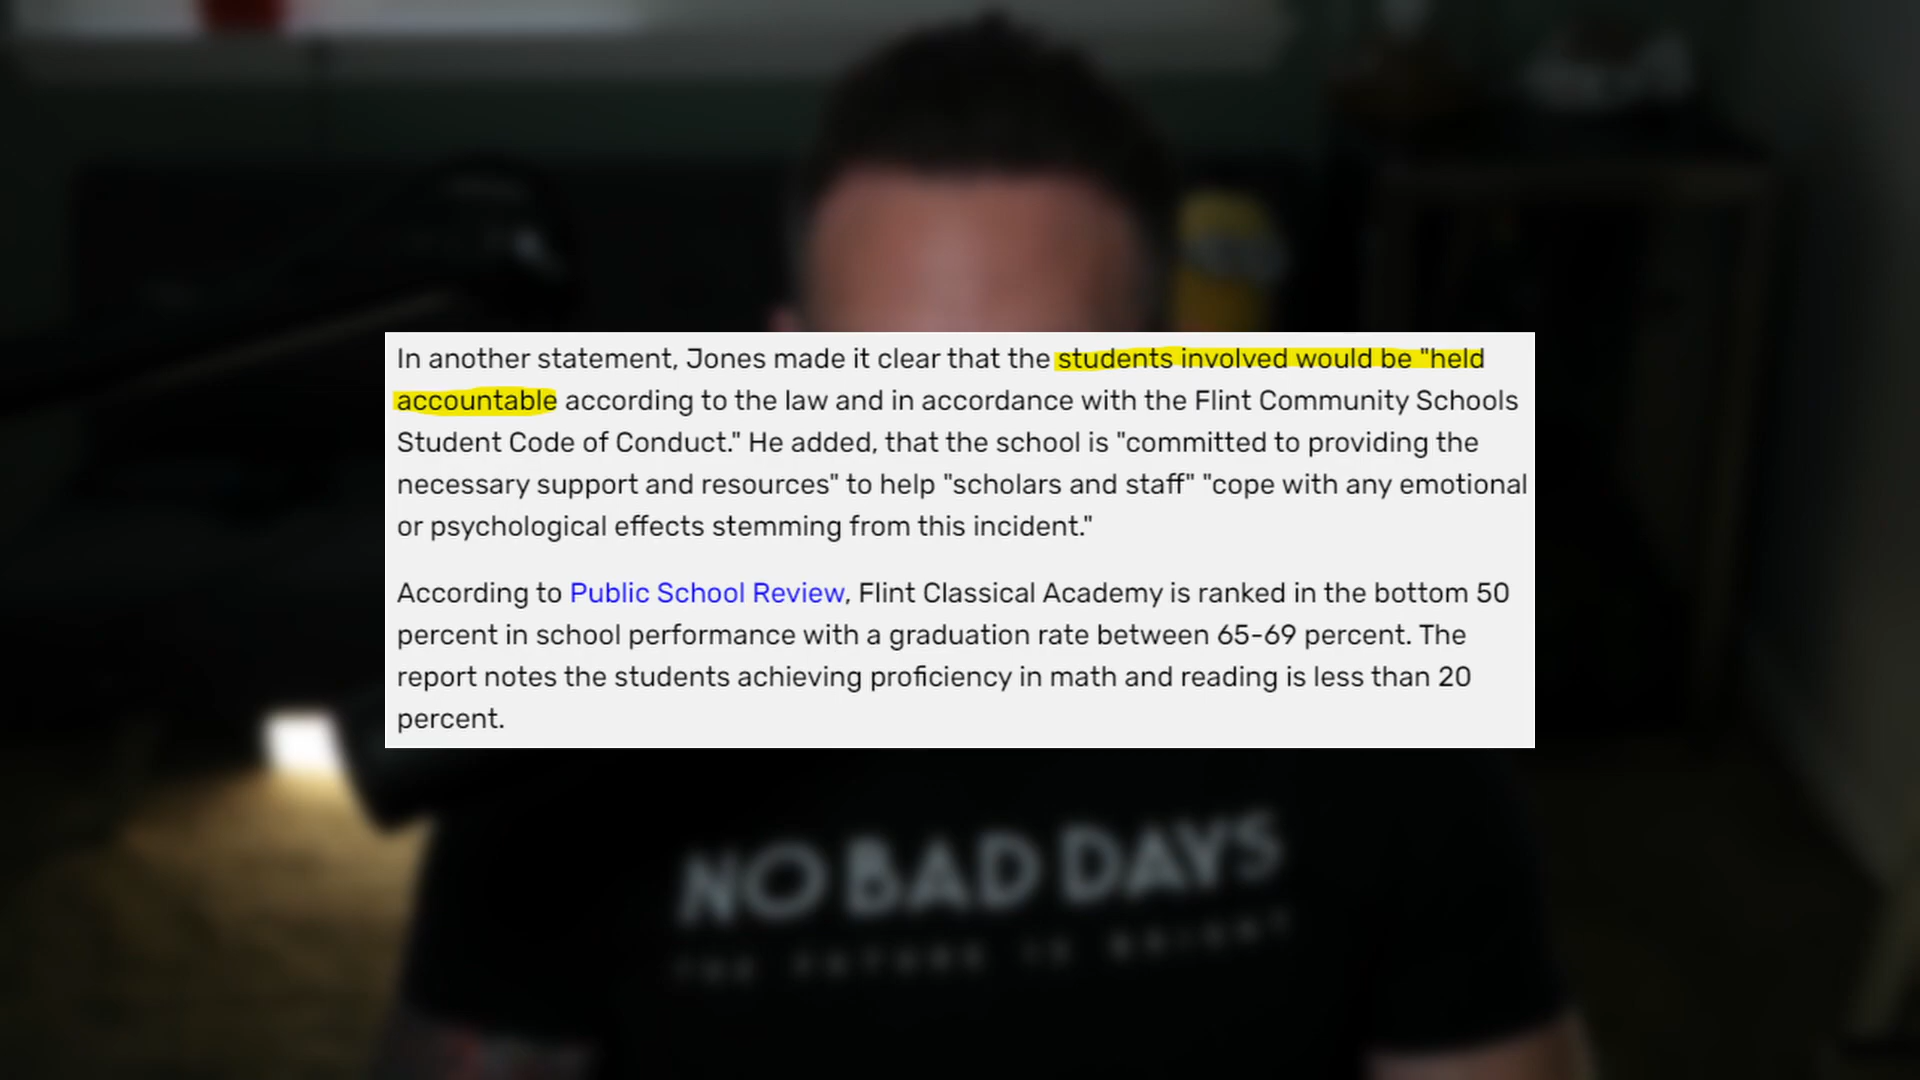 In another statement, Jones made it clear that the students involved would be "held
accountable according to the law and in accordance with the Flint Community Schools
Student Code of Conduct." He added, that the school is "committed to providing the
necessary support and resources" to help "scholars and staff" "cope with any emotional
or psychological effects stemming from this incident."
According to Public School Review, Flint Classical Academy is ranked in the bottom 50
percent in school performance with a graduation rate between 65-69 percent. The
report notes the students achieving proficiency in math and reading is less than 20
percent.
NO BAD DAYS
THE FUTURE IS BRIGHT